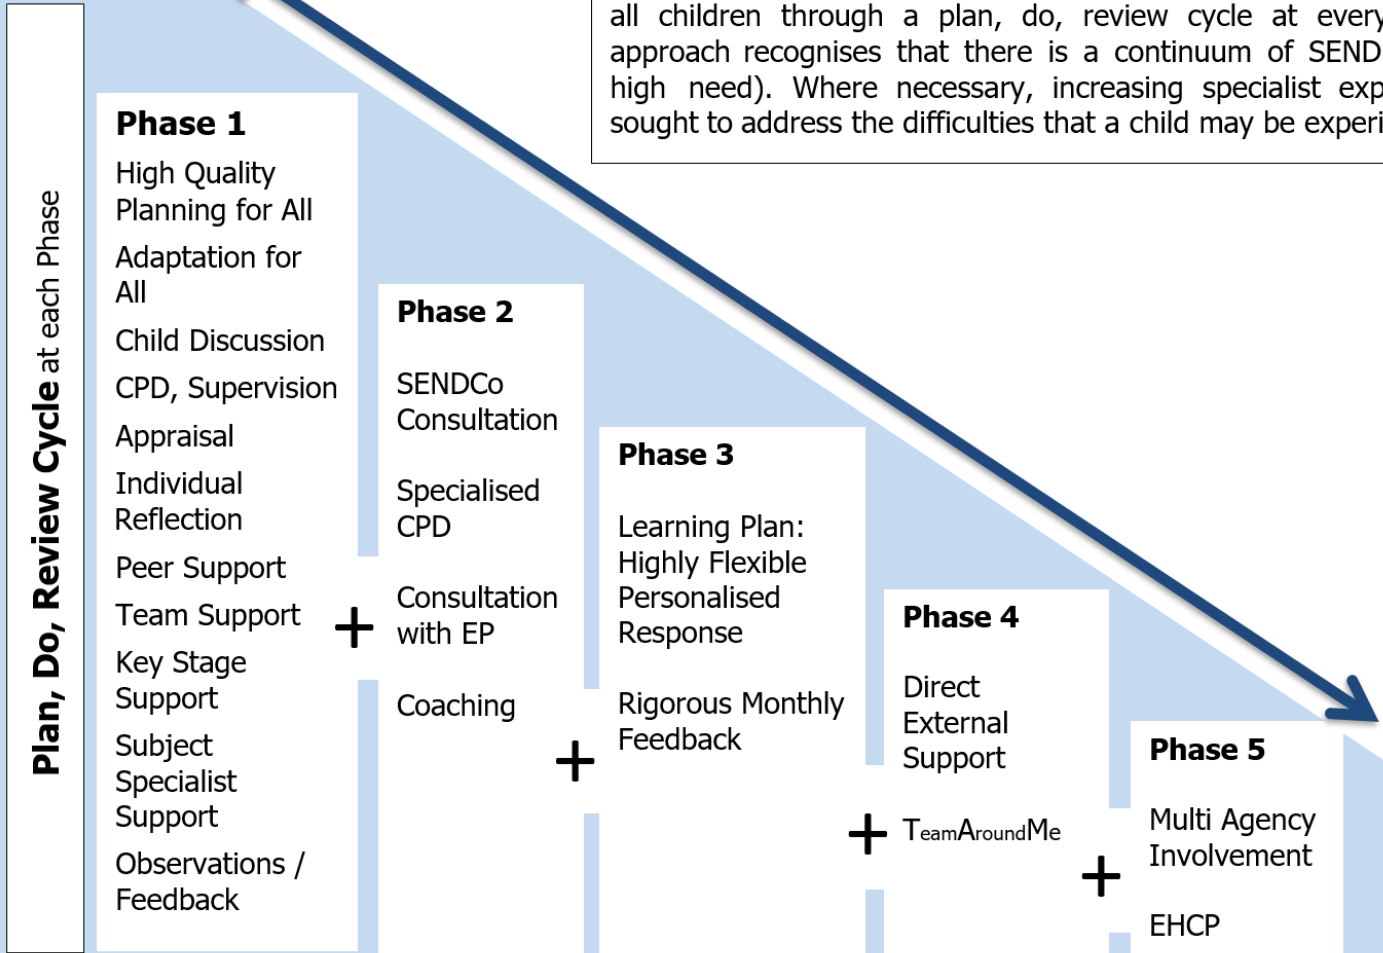 all children through a plan, do, review cycle at every
approach recognises that there is a continuum of SEND
high need). Where necessary, increasing specialist exp
sought to address the difficulties that a child may be experi
Plan, Do, Review Cycle at each Phase
Phase 1
High Quality
Planning for All
Adaptation for
All
Child Discussion
CPD, Supervision
Appraisal
Individual
Reflection
Peer Support
Team Support
Key Stage
Support
Subject
Specialist
Support
Observations /
Feedback
+
Phase 2
SENDCo
Consultation
Specialised
CPD
Consultation
with EP
Coaching
+
Phase 3
Learning Plan:
Highly Flexible
Personalised
Response
Rigorous Monthly
Feedback
+
Phase 4
Direct
External
Support
TeamAroundMe
+
Phase 5
Multi Agency
Involvement
EHCP